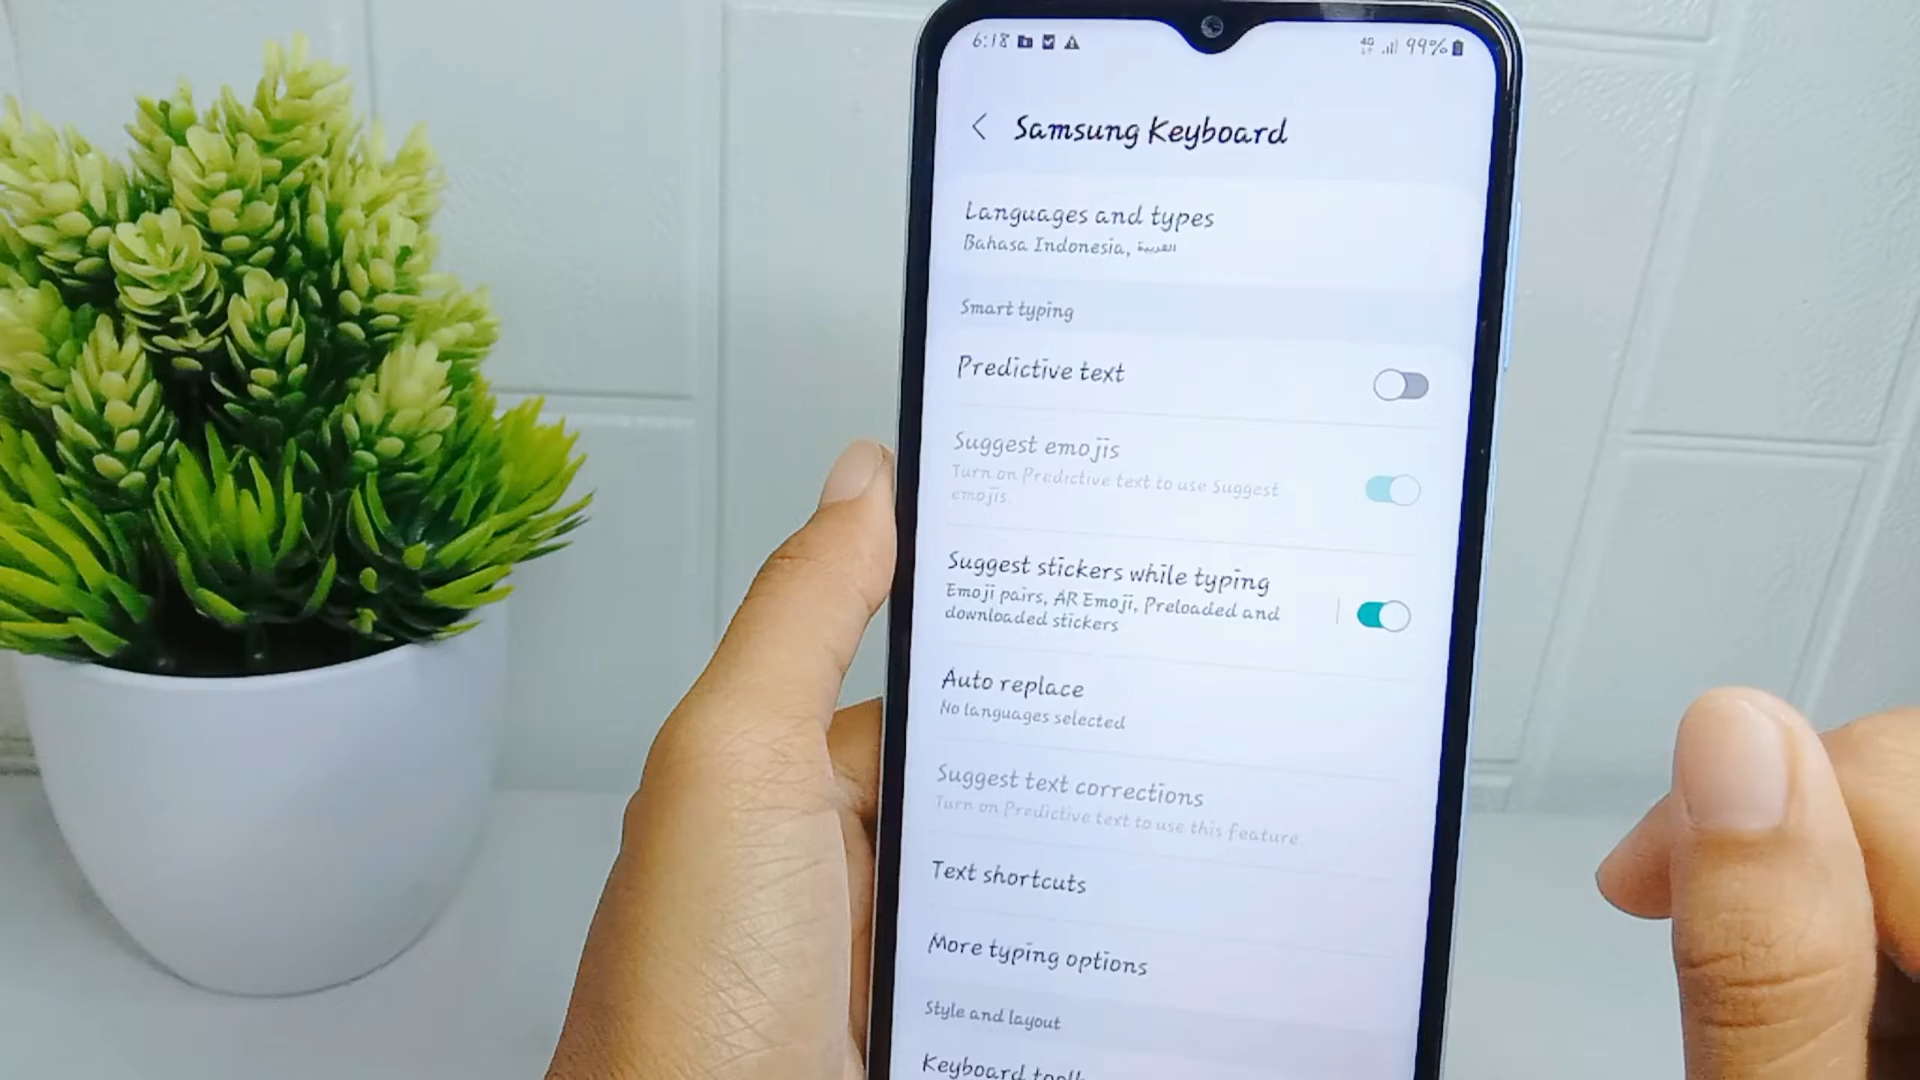 6:18
4G 99%
Samsung Keyboard
Languages and types
Bahasa Indonesia, العربية
Smart typing
Predictive text
Suggest emojis
Turn on Predictive text to use Suggest
emojis.
Suggest stickers while typing
Emoji pairs, AR Emoji, Preloaded and
downloaded stickers
Auto replace
No languages selected
Suggest text corrections
Turn on Predictive text to use this feature.
Text shortcuts
More typing options
Style and layout
Keyboard